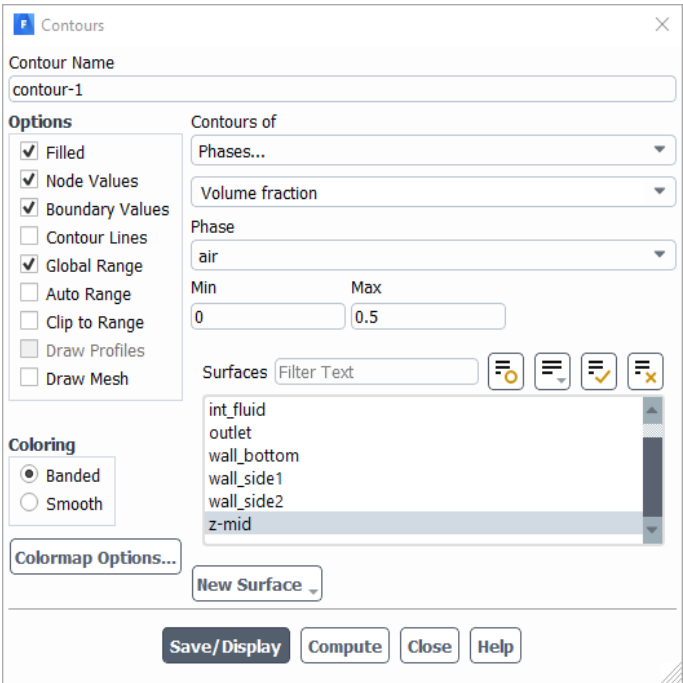 F Contours
Contour Name
contour-1
Options
Filled
Node Values
Boundary Values
Contour Lines
Global Range
Auto Range
Clip to Range
Draw Profiles
Draw Mesh
Coloring
Banded
Smooth
Colormap Options...
Contours of
Phases...
Volume fraction
Phase
air
Min Max
0 0.5
Surfaces Filter Text
int_fluid
outlet
wall_bottom
wall_side1
wall_side2
z-mid
New Surface
Save/Display Compute Close Help